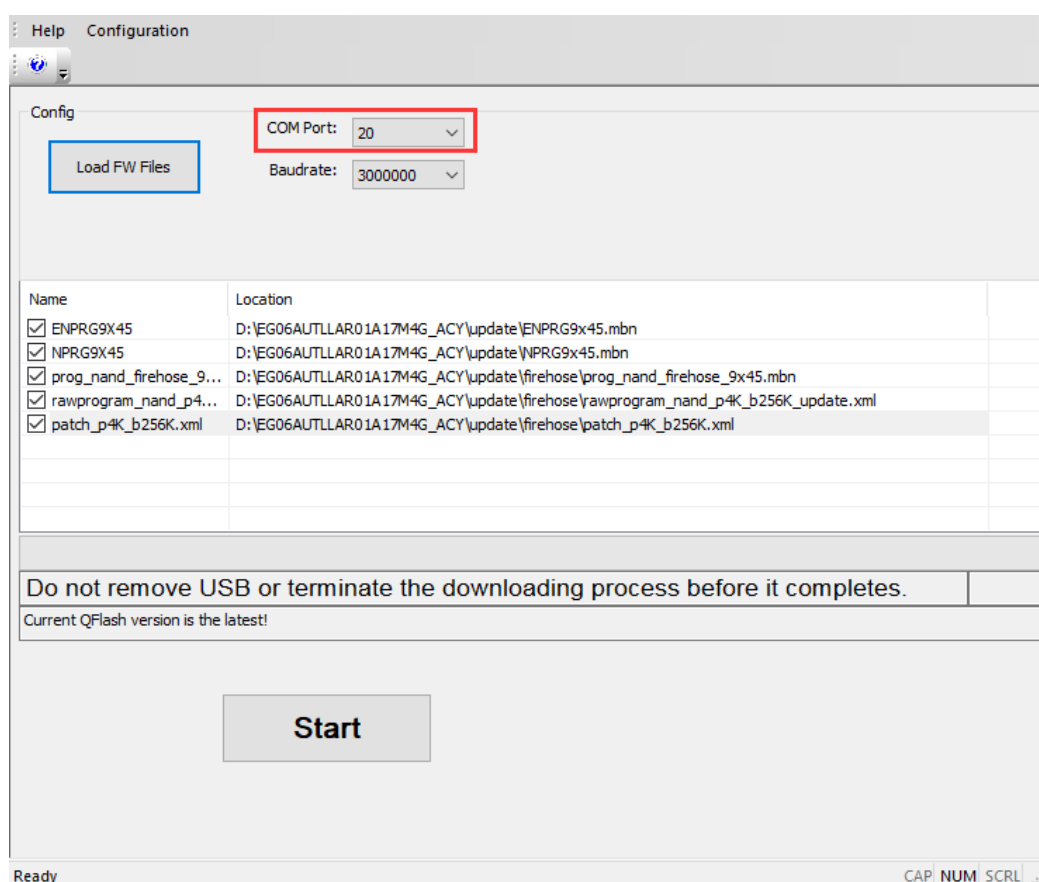 Help Configuration
Config
COM Port: 20
Load FW Files
Baudrate: 3000000
Name Location
ENPRG9X45 D:\EG06AUTLLAR01A17M4G_ACY\update\ENPRG9x45.mbn
NPRG9X45 D:\EG06AUTLLAR01A17M4G_ACY\update\NPRG9x45.mbn
prog_nand_firehose_9... D:\EG06AUTLLAR01A17M4G_ACY\update\firehose\prog_nand_firehose_9x45.mbn
rawprogram_nand_p4... D:\EG06AUTLLAR01A17M4G_ACY\update\firehose\rawprogram_nand_p4K_b256K_update.xml
patch_p4K_b256K.xml D:\EG06AUTLLAR01A17M4G_ACY\update\firehose\patch_p4K_b256K.xml
Do not remove USB or terminate the downloading process before it completes.
Current QFlash version is the latest!
Start
Ready CAP NUM SCRL